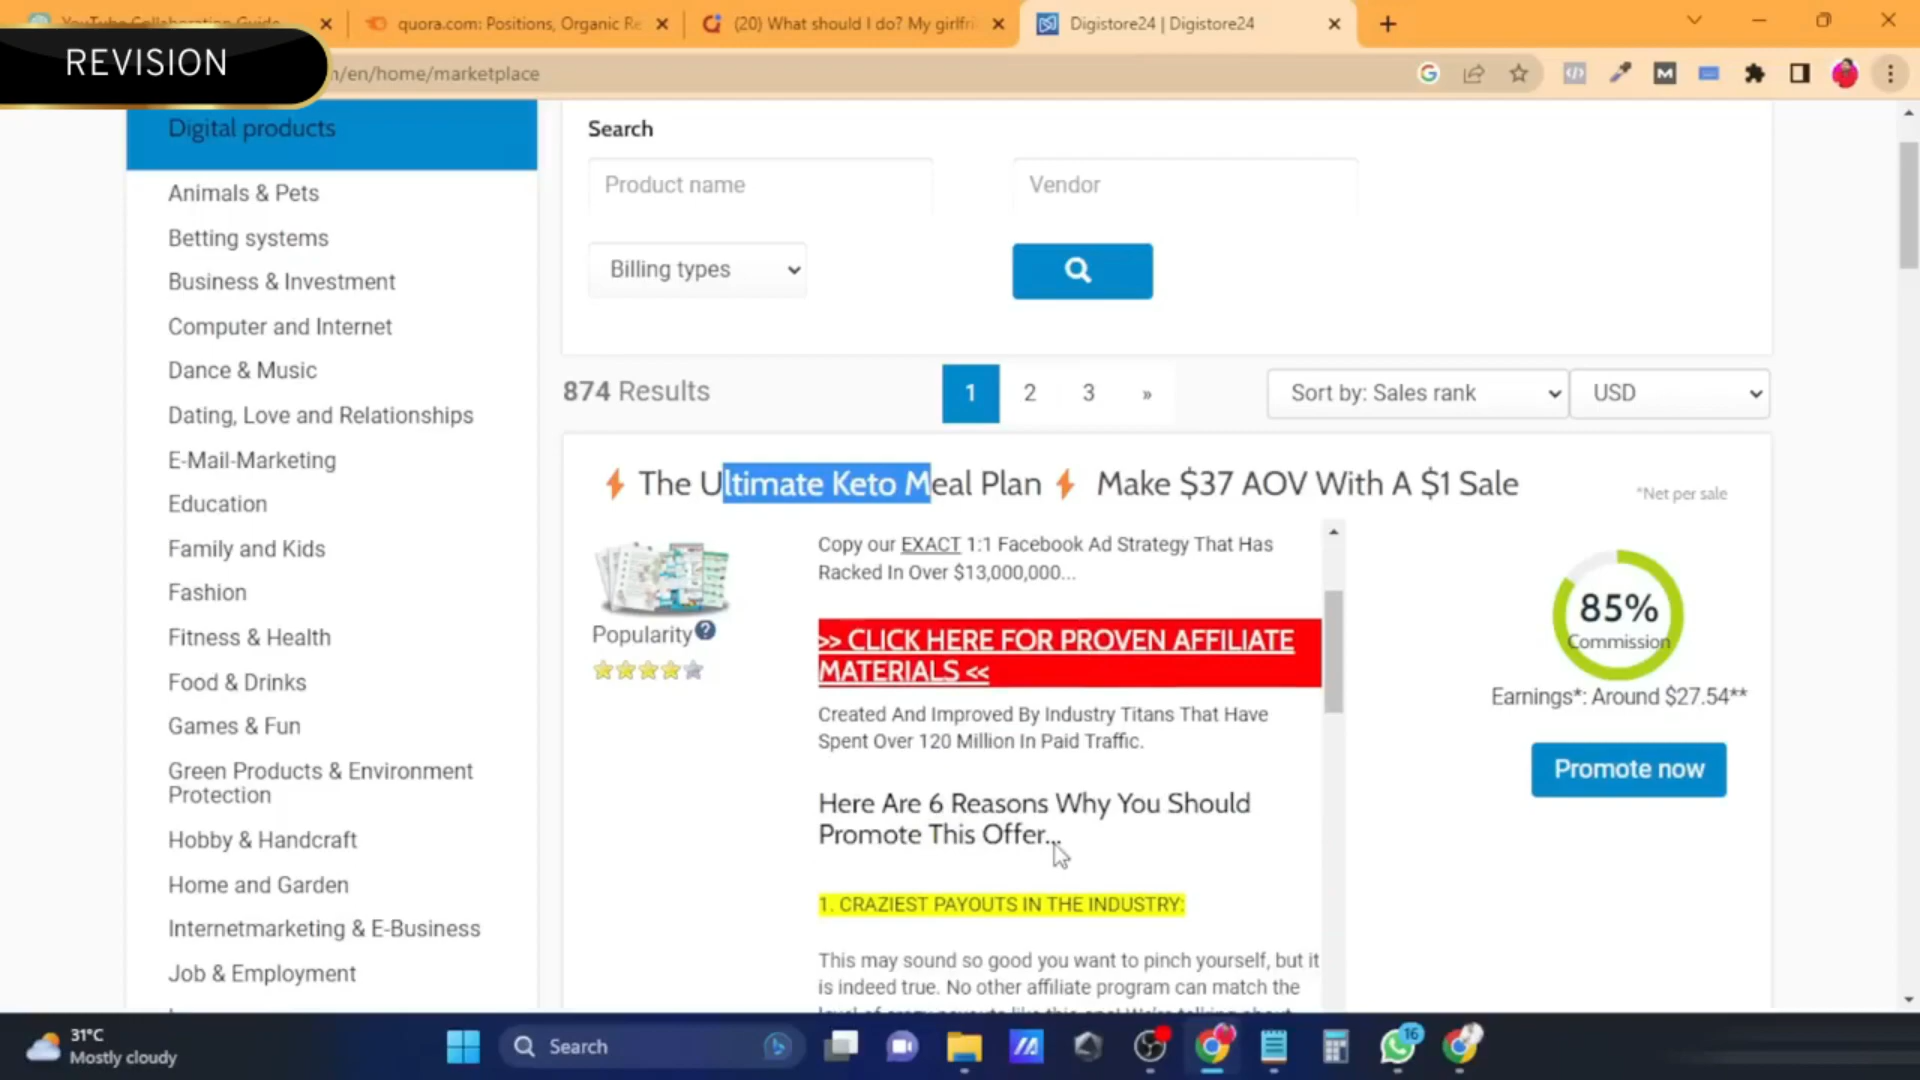 YouTube Collaboration Guide
quora.com: Positions, Organic Re
(20) What should I do? My girlfri
Digistore24 | Digistore24
REVISION
/en/home/marketplace
Digital products
Animals & Pets
Betting systems
Business & Investment
Computer and Internet
Dance & Music
Dating, Love and Relationships
E-Mail-Marketing
Education
Family and Kids
Fashion
Fitness & Health
Food & Drinks
Games & Fun
Green Products & Environment
Protection
Hobby & Handcraft
Home and Garden
Internetmarketing & E-Business
Job & Employment
Search
Product name
Vendor
Billing types
874 Results
1 2 3 »
Sort by: Sales rank
USD
The Ultimate Keto Meal Plan Make $37 AOV With A $1 Sale
*Net per sale
Popularity
Copy our EXACT 1:1 Facebook Ad Strategy That Has
Racked In Over $13,000,000...
>> CLICK HERE FOR PROVEN AFFILIATE
MATERIALS <<
Created And Improved By Industry Titans That Have
Spent Over 120 Million In Paid Traffic.
Here Are 6 Reasons Why You Should
Promote This Offer...
1. CRAZIEST PAYOUTS IN THE INDUSTRY:
This may sound so good you want to pinch yourself, but it
is indeed true. No other affiliate program can match the
85%
Commission
Earnings*: Around $27.54**
Promote now
31°C
Mostly cloudy
Search
16